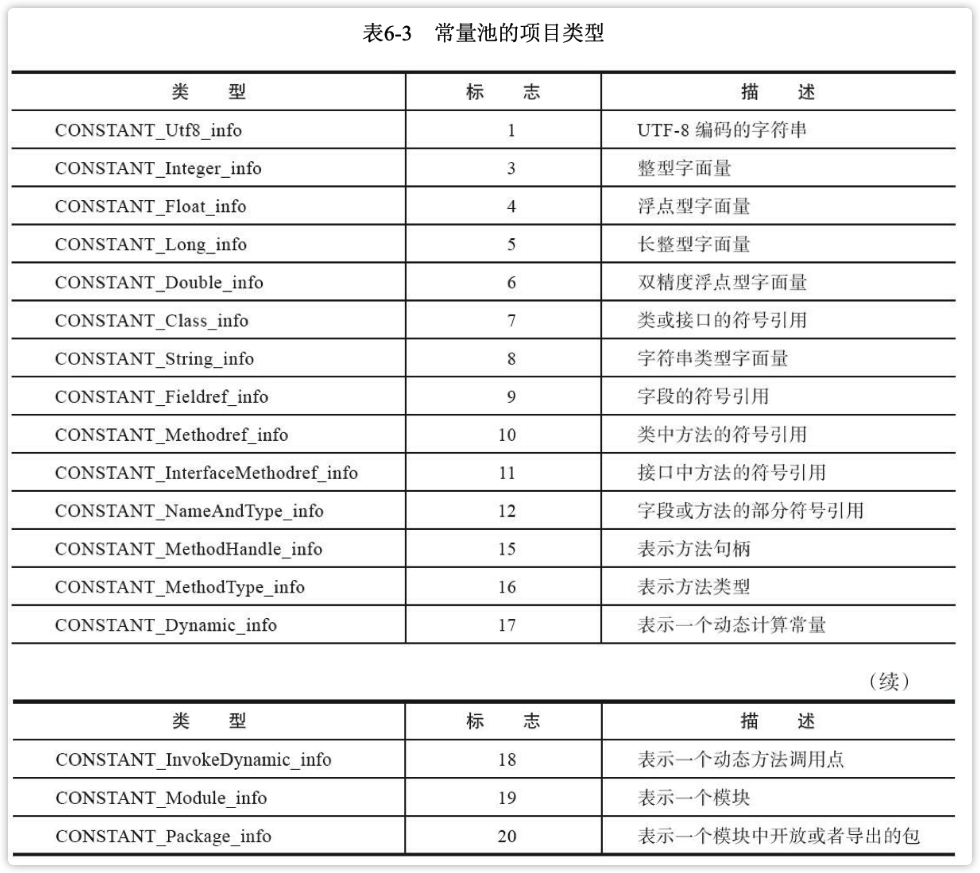 表6-3 常量池的项目类型
类 型 标 志 描 述
CONSTANT_Utf8_info 1 UTF-8 编码的字符串
CONSTANT_Integer_info 3 整型字面量
CONSTANT_Float_info 4 浮点型字面量
CONSTANT_Long_info 5 长整型字面量
CONSTANT_Double_info 6 双精度浮点型字面量
CONSTANT_Class_info 7 类或接口的符号引用
CONSTANT_String_info 8 字符串类型字面量
CONSTANT_Fieldref_info 9 字段的符号引用
CONSTANT_Methodref_info 10 类中方法的符号引用
CONSTANT_InterfaceMethodref_info 11 接口中方法的符号引用
CONSTANT_NameAndType_info 12 字段或方法的部分符号引用
CONSTANT_MethodHandle_info 15 表示方法句柄
CONSTANT_MethodType_info 16 表示方法类型
CONSTANT_Dynamic_info 17 表示一个动态计算常量
（续）
类 型 标 志 描 述
CONSTANT_InvokeDynamic_info 18 表示一个动态方法调用点
CONSTANT_Module_info 19 表示一个模块
CONSTANT_Package_info 20 表示一个模块中开放或者导出的包